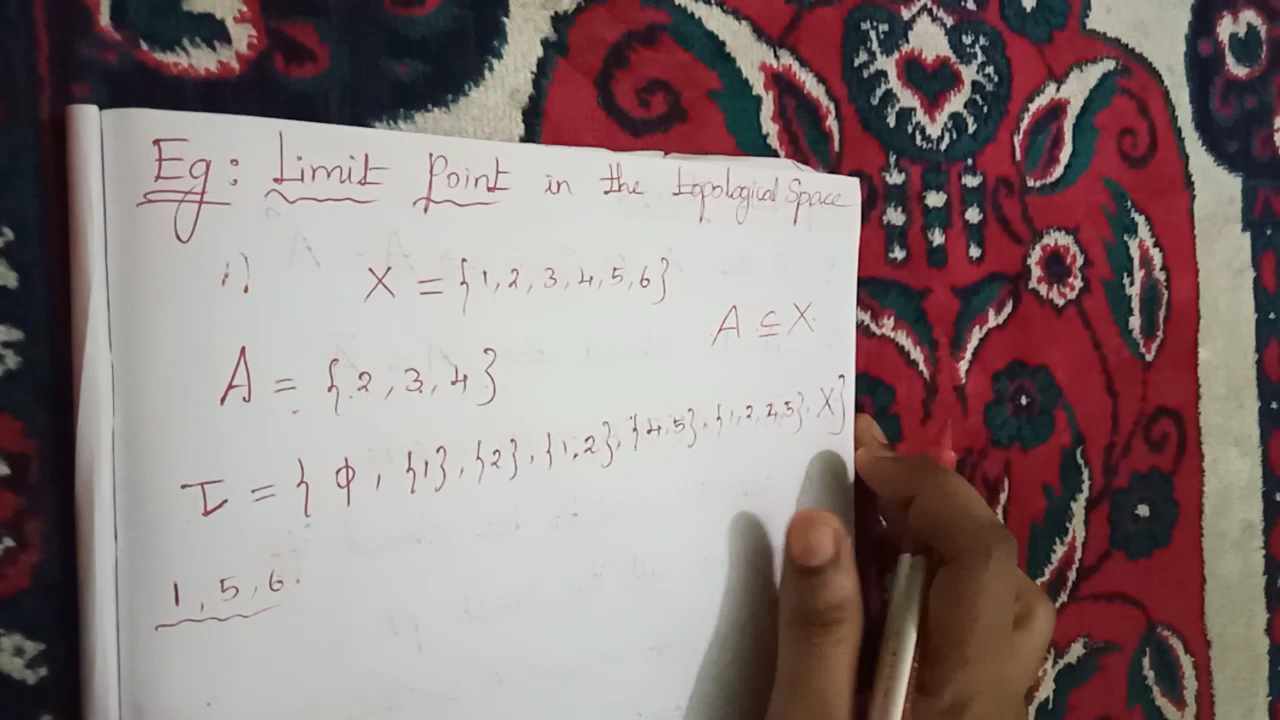 Eg: Limit Point in the topological Space
1) X = {1,2,3,4,5,6}
A ⊆ X.
A = {2,3,4}
τ = { φ, {1}, {2}, {1,2}, {4,5}, {1,2,4,5}, X}
1, 5, 6.